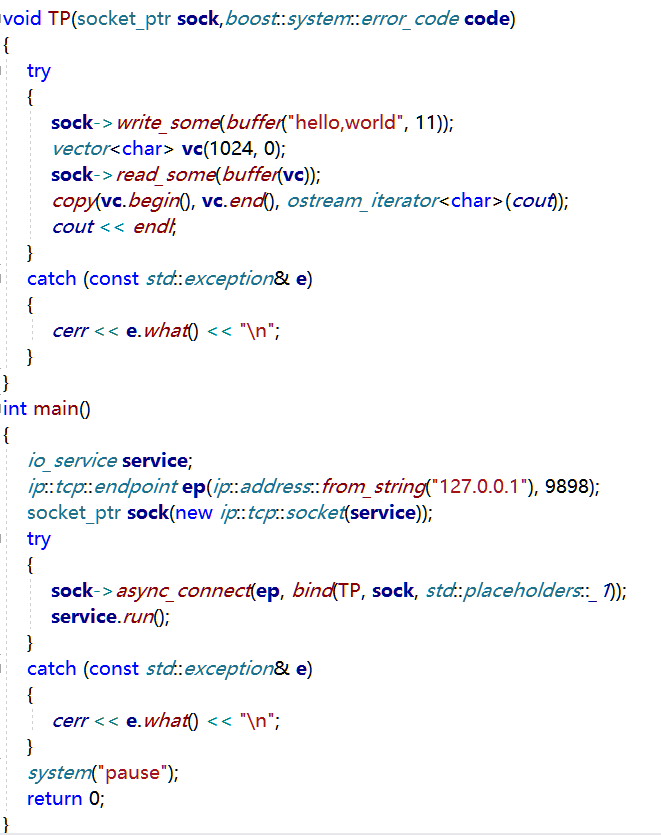 void TP(socket_ptr sock,boost::system::error_code code)
{
try
{
sock->write_some(buffer("hello,world", 11));
vector<char> vc(1024, 0);
sock->read_some(buffer(vc));
copy(vc.begin(), vc.end(), ostream_iterator<char>(cout));
cout << endl;
}
catch (const std::exception& e)
{
cerr << e.what() << "\n";
}
}
int main()
{
io_service service;
ip::tcp::endpoint ep(ip::address::from_string("127.0.0.1"), 9898);
socket_ptr sock(new ip::tcp::socket(service));
try
{
sock->async_connect(ep, bind(TP, sock, std::placeholders::_1));
service.run();
}
catch (const std::exception& e)
{
cerr << e.what() << "\n";
}
system("pause");
return 0;
}